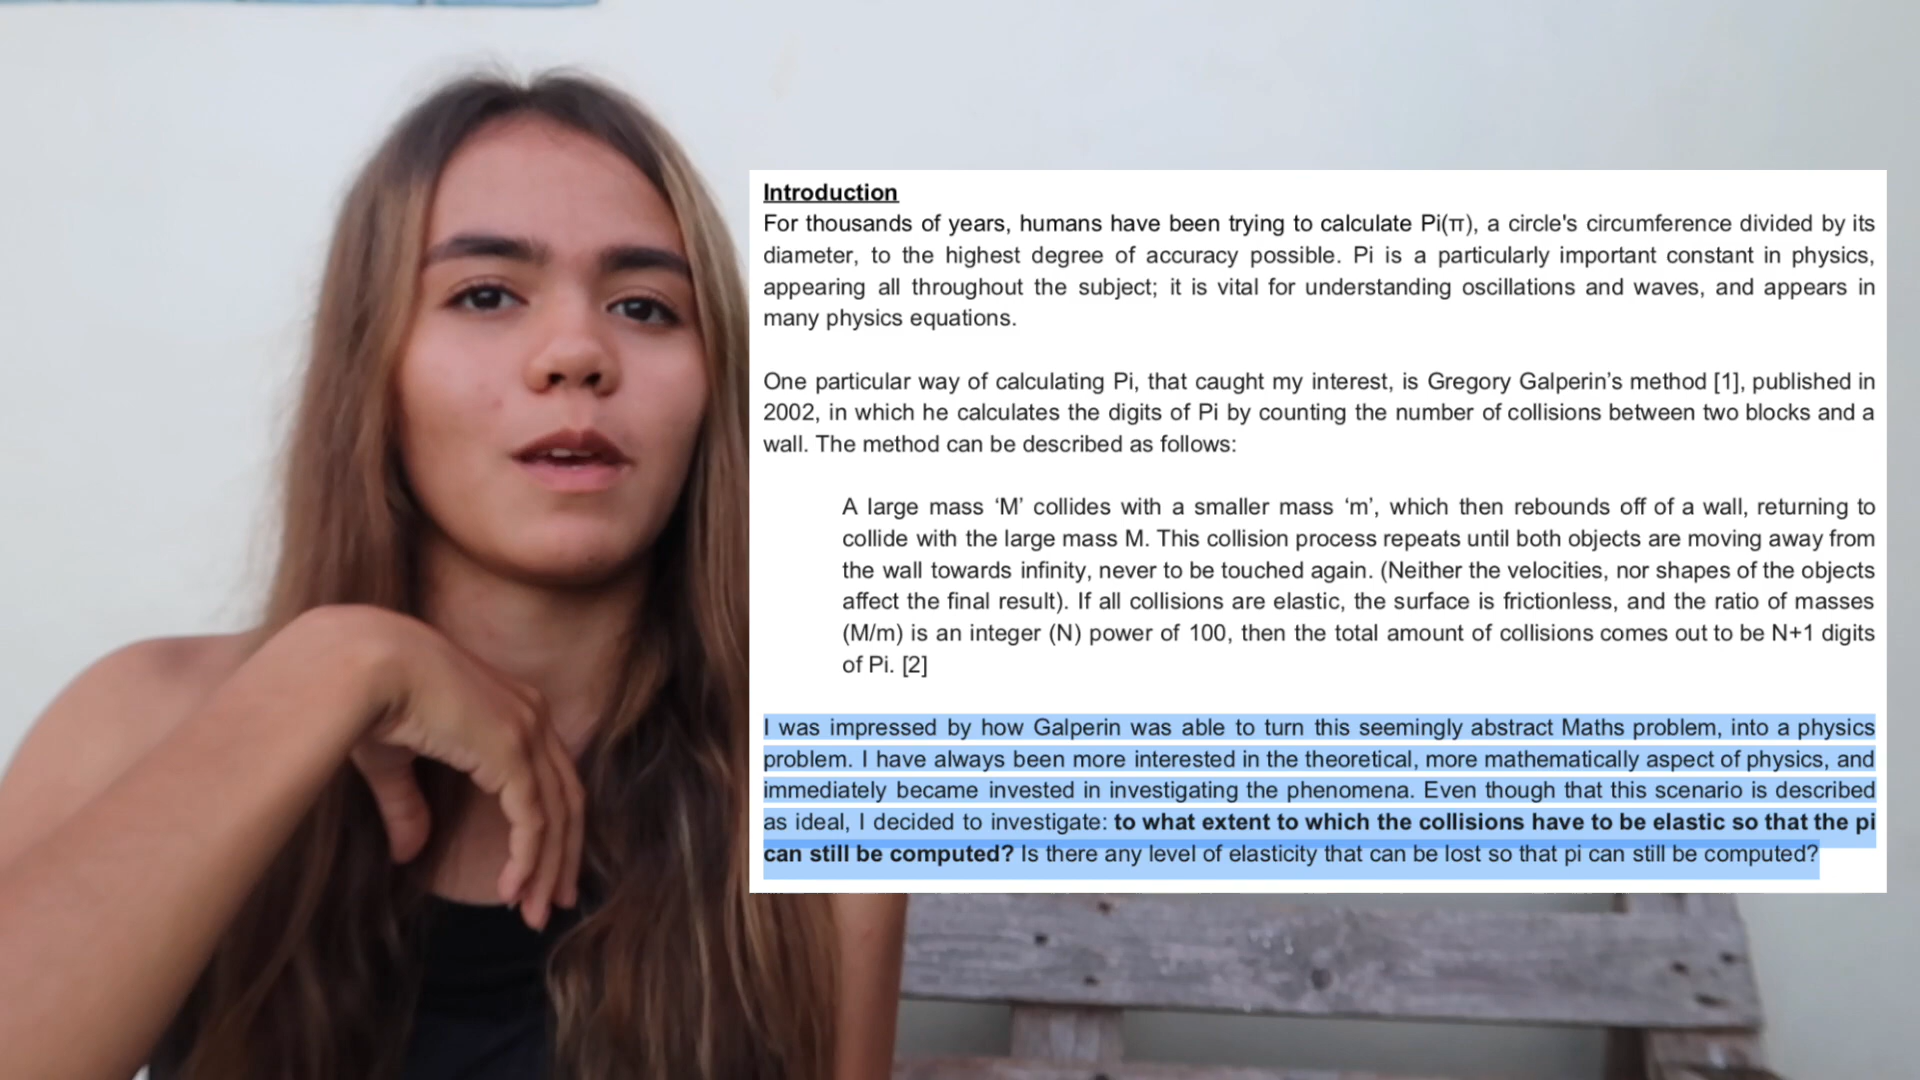 Introduction
For thousands of years, humans have been trying to calculate Pi(π), a circle's circumference divided by its
diameter, to the highest degree of accuracy possible. Pi is a particularly important constant in physics,
appearing all throughout the subject; it is vital for understanding oscillations and waves, and appears in
many physics equations.
One particular way of calculating Pi, that caught my interest, is Gregory Galperin’s method [1], published in
2002, in which he calculates the digits of Pi by counting the number of collisions between two blocks and a
wall. The method can be described as follows:
A large mass ‘M’ collides with a smaller mass ‘m’, which then rebounds off of a wall, returning to
collide with the large mass M. This collision process repeats until both objects are moving away from
the wall towards infinity, never to be touched again. (Neither the velocities, nor shapes of the objects
affect the final result). If all collisions are elastic, the surface is frictionless, and the ratio of masses
(M/m) is an integer (N) power of 100, then the total amount of collisions comes out to be N+1 digits
of Pi. [2]
I was impressed by how Galperin was able to turn this seemingly abstract Maths problem, into a physics
problem. I have always been more interested in the theoretical, more mathematically aspect of physics, and
immediately became invested in investigating the phenomena. Even though that this scenario is described
as ideal, I decided to investigate: to what extent to which the collisions have to be elastic so that the pi
can still be computed? Is there any level of elasticity that can be lost so that pi can still be computed?